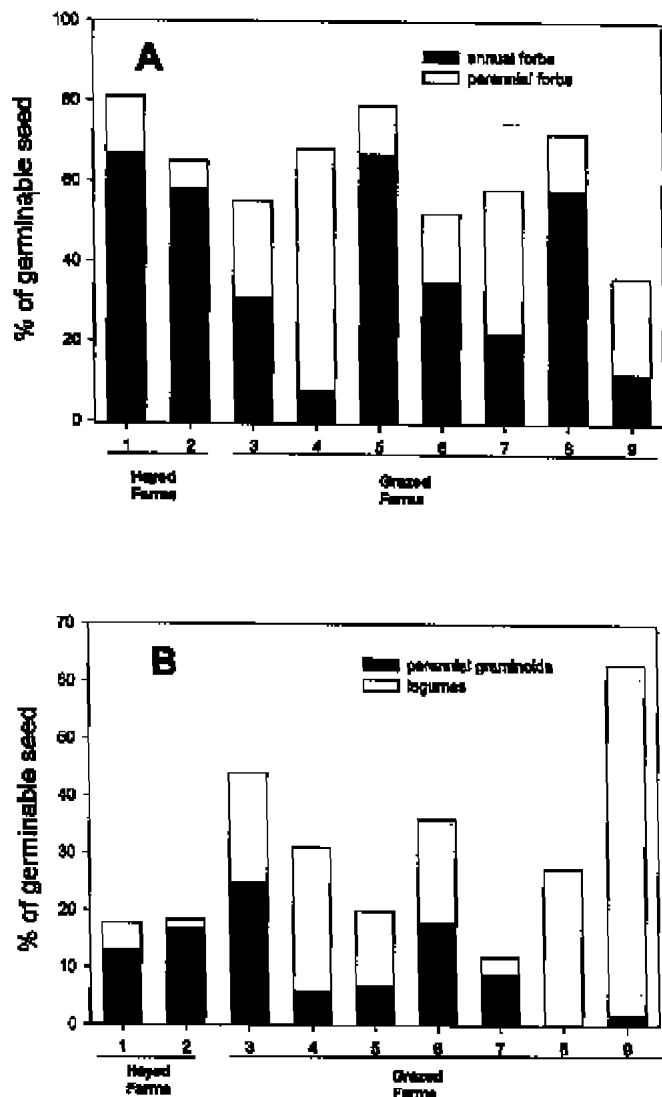 100
A
annual forbs
perennial forbs
80
60
40
20
0
% of germinable seed
1 2 3 4 5 6 7 8 9
Hayed Grazed
Farms Farms
70
B
perennial graminoids
legumes
60
50
40
30
20
10
0
% of germinable seed
1 2 3 4 5 6 7 8 9
Hayed Grazed
Farms Farms